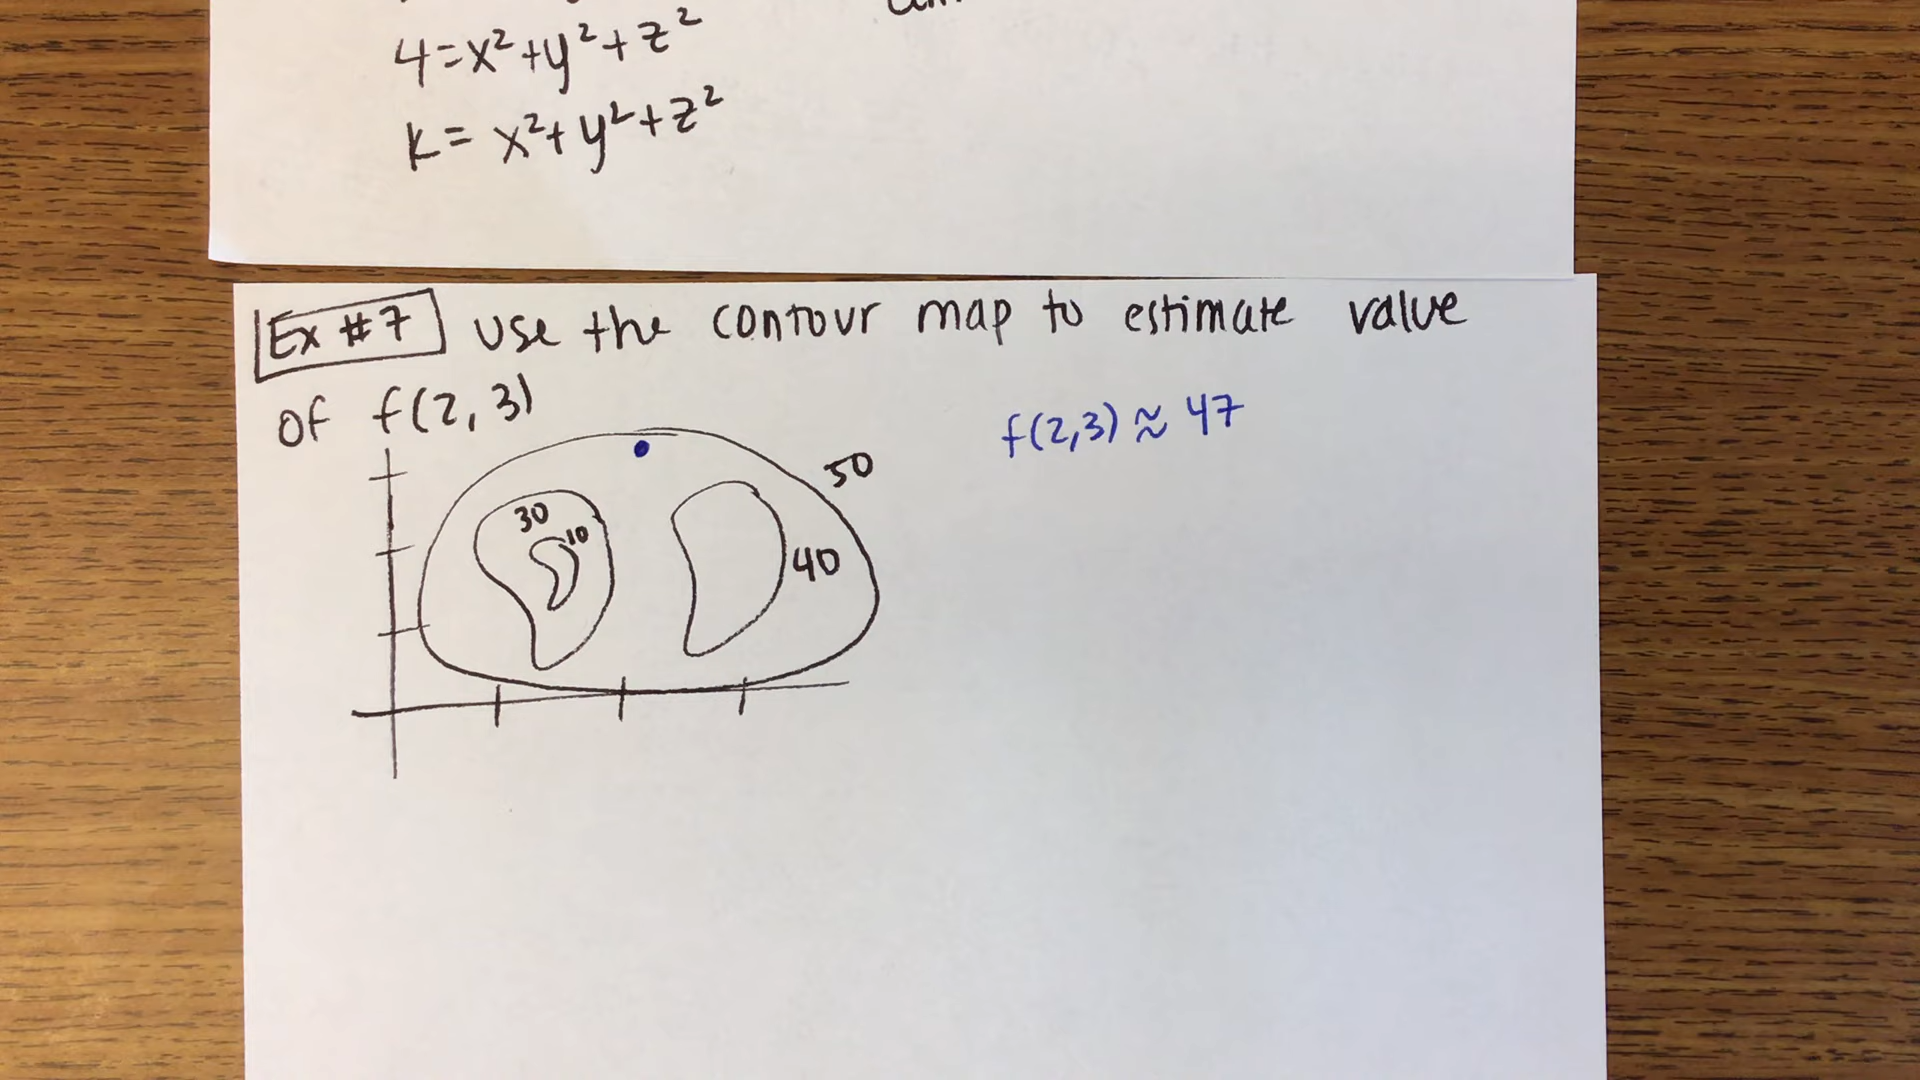 4=x²+y²+z²
k= x²+y²+z²
Ex #7 Use the contour map to estimate value
of f(2,3)
f(2,3) ≈ 47
50
30
10
40